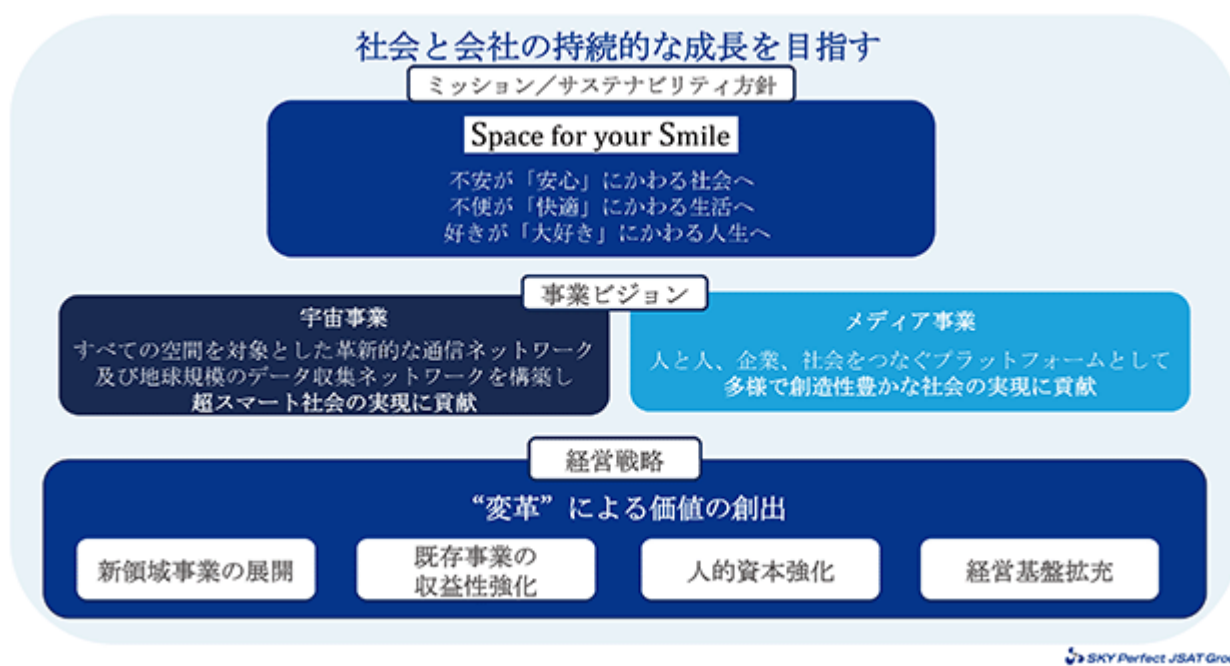 社会と会社の持続的な成長を目指す
ミッション／サステナビリティ方針
Space for your Smile
不安が「安心」にかわる社会へ
不便が「快適」にかわる生活へ
好きが「大好き」にかわる人生へ
事業ビジョン
宇宙事業
すべての空間を対象とした革新的な通信ネットワーク
及び地球規模のデータ収集ネットワークを構築し
超スマート社会の実現に貢献
メディア事業
人と人、企業、社会をつなぐプラットフォームとして
多様で創造性豊かな社会の実現に貢献
経営戦略
“変革” による価値の創出
新領域事業の展開
既存事業の
収益性強化
人的資本強化
経営基盤拡充
SKY Perfect JSAT Grou